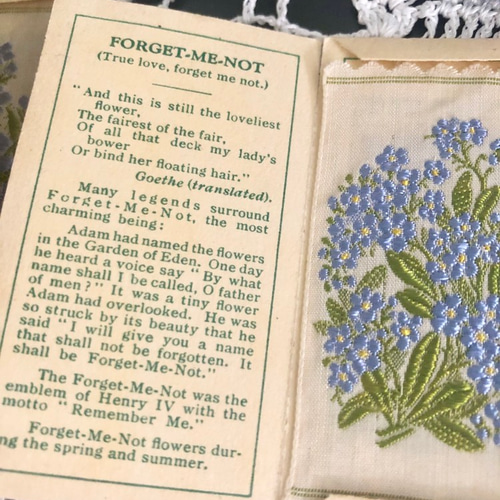 FORGET-ME-NOT
(True love, forget me not.)
"And this is still the loveliest
flower,
The fairest of the fair,
Of all that deck my lady's
bower
Or bind her floating hair."
Goethe (translated).
Many legends surround
Forget-Me-Not, the most
charming being:
Adam had named the flowers
in the Garden of Eden. One day
he heard a voice say "By what
name shall I be called, O father
of men?" It was a tiny flower
Adam had overlooked. He was
so struck by its beauty that he
said "I will give you a name
that shall not be forgotten. It
shall be Forget-Me-Not."
The Forget-Me-Not was the
emblem of Henry IV with the
motto "Remember Me."
Forget-Me-Not flowers dur-
ng the spring and summer.